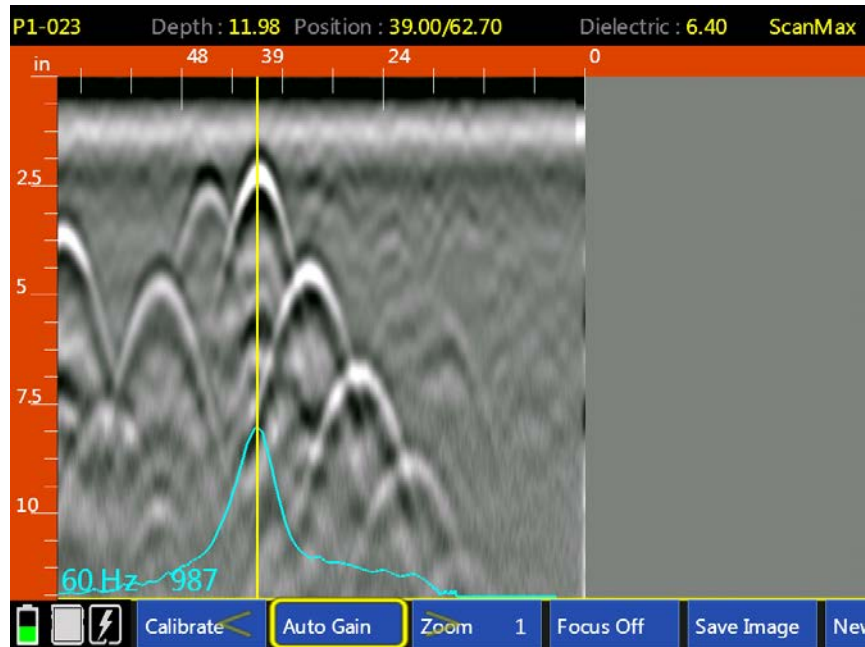 P1-023 Depth : 11.98 Position : 39.00/62.70 Dielectric : 6.40 ScanMax
in 48 39 24 0
2.5
5
7.5
10
60 Hz 987
Calibrate < Auto Gain > Zoom 1 Focus Off Save Image New